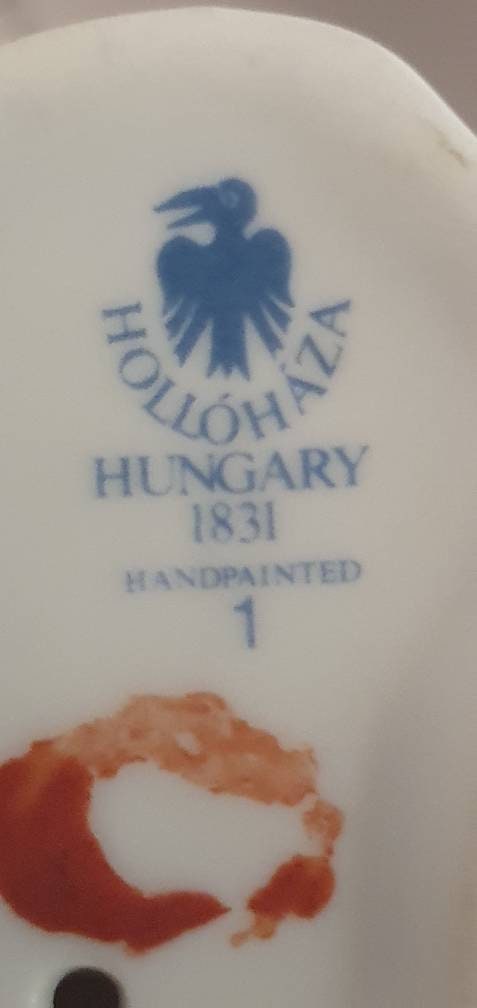 HOLLÓHÁZA
HUNGARY
1831
HANDPAINTED
1